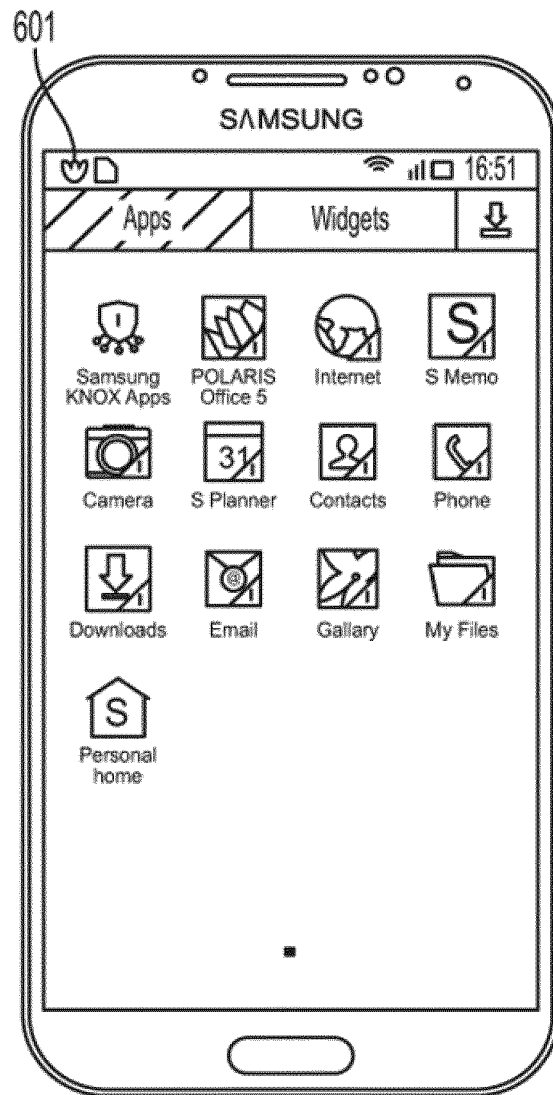 601
SAMSUNG
16:51
Apps Widgets
Samsung POLARIS Internet S Memo
KNOX Apps Office 5
S
31
Camera S Planner Contacts Phone
@
Downloads Email Gallary My Files
S
Personal
home